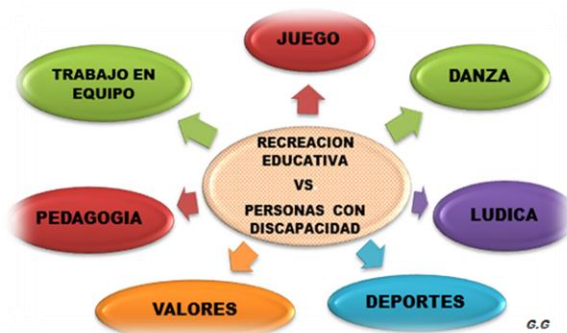 JUEGO
TRABAJO EN
EQUIPO
DANZA
RECREACION
EDUCATIVA
VS
PERSONAS CON
DISCAPACIDAD
PEDAGOGIA
LUDICA
VALORES
DEPORTES
G.G